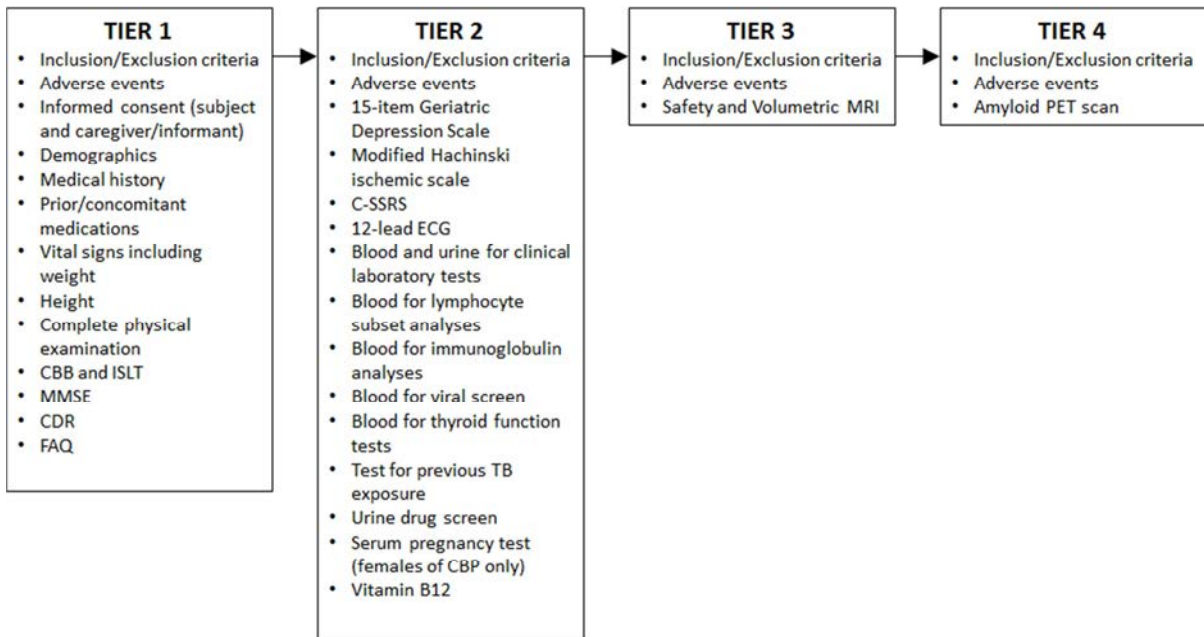 TIER 1
• Inclusion/Exclusion criteria
• Adverse events
• Informed consent (subject
and caregiver/informant)
• Demographics
• Medical history
• Prior/concomitant
medications
• Vital signs including
weight
• Height
• Complete physical
examination
• CBB and ISLT
• MMSE
• CDR
• FAQ
TIER 2
• Inclusion/Exclusion criteria
• Adverse events
• 15-item Geriatric
Depression Scale
• Modified Hachinski
ischemic scale
• C-SSRS
• 12-lead ECG
• Blood and urine for clinical
laboratory tests
• Blood for lymphocyte
subset analyses
• Blood for immunoglobulin
analyses
• Blood for viral screen
• Blood for thyroid function
tests
• Test for previous TB
exposure
• Urine drug screen
• Serum pregnancy test
(females of CBP only)
• Vitamin B12
TIER 3
• Inclusion/Exclusion criteria
• Adverse events
• Safety and Volumetric MRI
TIER 4
• Inclusion/Exclusion criteria
• Adverse events
• Amyloid PET scan